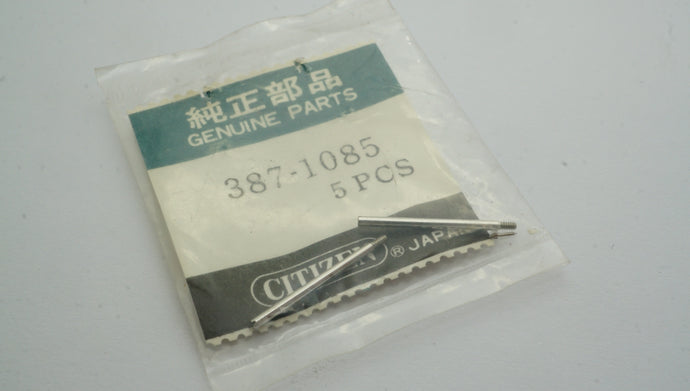 純正部品
GENUINE PARTS
387-1085
5 PCS
CITIZEN ® JAPAN